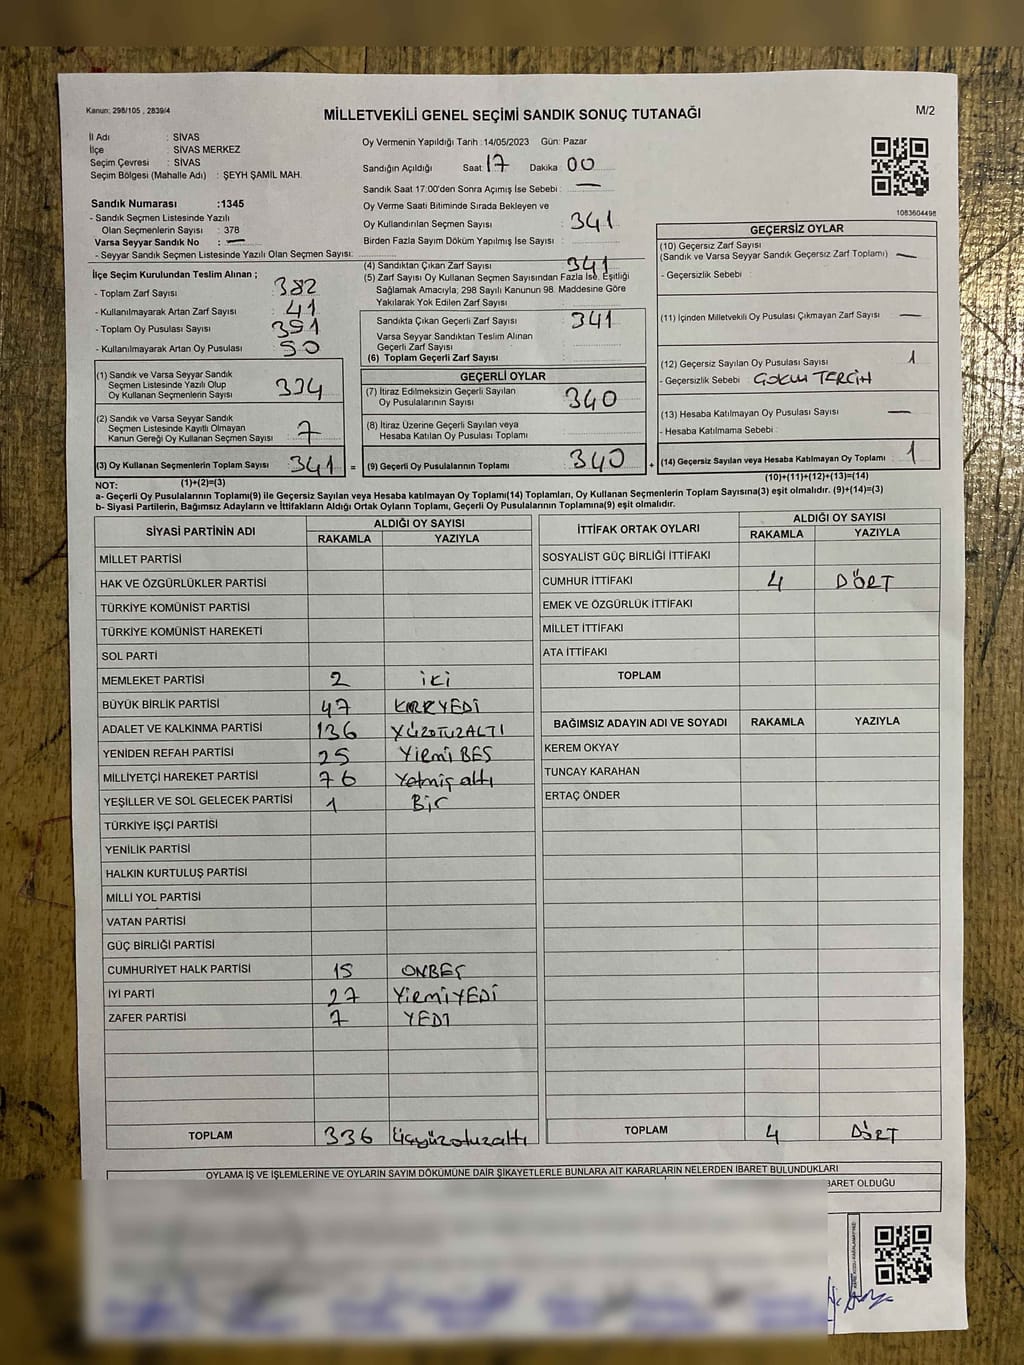 Kanun: 298/105 , 2839/4
MİLLETVEKİLİ GENEL SEÇİMİ SANDIK SONUÇ TUTANAĞI
M/2
İl Adı : SİVAS
İlçe : SİVAS MERKEZ
Seçim Çevresi : SİVAS
Seçim Bölgesi (Mahalle Adı) : ŞEYH ŞAMİL MAH.
Sandık Numarası :1345
- Sandık Seçmen Listesinde Yazılı
Olan Seçmenlerin Sayısı : 378
Varsa Seyyar Sandık No : —
- Seyyar Sandık Seçmen Listesinde Yazılı Olan Seçmen Sayısı:
İlçe Seçim Kurulundan Teslim Alınan ;
- Toplam Zarf Sayısı 382
- Kullanılmayarak Artan Zarf Sayısı 41
- Toplam Oy Pusulası Sayısı 391
- Kullanılmayarak Artan Oy Pusulası 50
(1) Sandık ve Varsa Seyyar Sandık
Seçmen Listesinde Yazılı Olup
Oy Kullanan Seçmenlerin Sayısı 334
(2) Sandık ve Varsa Seyyar Sandık
Seçmen Listesinde Kayıtlı Olmayan
Kanun Gereği Oy Kullanan Seçmen Sayısı 7
(3) Oy Kullanan Seçmenlerin Toplam Sayısı 341 =
Oy Vermenin Yapıldığı Tarih :14/05/2023 Gün: Pazar
Sandığın Açıldığı Saat 17 Dakika 00
Sandık Saat 17:00'den Sonra Açımış İse Sebebi : —
Oy Verme Saati Bitiminde Sırada Bekleyen ve
Oy Kullandırılan Seçmen Sayısı : 341
Birden Fazla Sayım Döküm Yapılmış İse Sayısı :
(4) Sandıktan Çıkan Zarf Sayısı 341
(5) Zarf Sayısı Oy Kullanan Seçmen Sayısından Fazla İse, Eşitliği
Sağlamak Amacıyla; 298 Sayılı Kanunun 98. Maddesine Göre
Yakılarak Yok Edilen Zarf Sayısı :
Sandıkta Çıkan Geçerli Zarf Sayısı 341
Varsa Seyyar Sandıktan Teslim Alınan
Geçerli Zarf Sayısı
(6) Toplam Geçerli Zarf Sayısı :
GEÇERLİ OYLAR
(7) İtiraz Edilmeksizin Geçerli Sayılan
Oy Pusulalarının Sayısı 340
(8) İtiraz Üzerine Geçerli Sayılan veya
Hesaba Katılan Oy Pusulası Toplamı
(9) Geçerli Oy Pusulalarının Toplamı 340 +
1083604498
GEÇERSİZ OYLAR
(10) Geçersiz Zarf Sayısı
(Sandık ve Varsa Seyyar Sandık Geçersiz Zarf Toplamı) —
- Geçersizlik Sebebi :
(11) İçinden Milletvekili Oy Pusulası Çıkmayan Zarf Sayısı —
(12) Geçersiz Sayılan Oy Pusulası Sayısı 1
- Geçersizlik Sebebi TERCİH
(13) Hesaba Katılmayan Oy Pusulası Sayısı —
- Hesaba Katılmama Sebebi :
(14) Geçersiz Sayılan veya Hesaba Katılmayan Oy Toplamı 1
NOT: (1)+(2)=(3)
(10)+(11)+(12)+(13)=(14)
a- Geçerli Oy Pusulalarının Toplamı(9) ile Geçersiz Sayılan veya Hesaba katılmayan Oy Toplamı(14) Toplamları, Oy Kullanan Seçmenlerin Toplam Sayısına(3) eşit olmalıdır. (9)+(14)=(3)
b- Siyasi Partilerin, Bağımsız Adayların ve İttifakların Aldığı Ortak Oyların Toplamı, Geçerli Oy Pusulalarının Toplamına(9) eşit olmalıdır.
SİYASİ PARTİNİN ADI ALDIĞI OY SAYISI
RAKAMLA YAZIYLA
MİLLET PARTİSİ
HAK VE ÖZGÜRLÜKLER PARTİSİ
TÜRKİYE KOMÜNİST PARTİSİ
TÜRKİYE KOMÜNİST HAREKETİ
SOL PARTİ
MEMLEKET PARTİSİ 2 iki
BÜYÜK BİRLİK PARTİSİ 47 KIRKYEDİ
ADALET VE KALKINMA PARTİSİ 136 YÜZOTUZALTI
YENİDEN REFAH PARTİSİ 25 YİRMİ BEŞ
MİLLİYETÇİ HAREKET PARTİSİ 76 Yetmiş altı
YEŞİLLER VE SOL GELECEK PARTİSİ 1 Bir
TÜRKİYE İŞÇİ PARTİSİ
YENİLİK PARTİSİ
HALKIN KURTULUŞ PARTİSİ
MİLLİ YOL PARTİSİ
VATAN PARTİSİ
GÜÇ BİRLİĞİ PARTİSİ
CUMHURİYET HALK PARTİSİ 15 ONBEŞ
İYİ PARTİ 27 YİRMİYEDİ
ZAFER PARTİSİ 7 YEDİ
TOPLAM 336 Üçyüzotuzaltı
İTTİFAK ORTAK OYLARI ALDIĞI OY SAYISI
RAKAMLA YAZIYLA
SOSYALİST GÜÇ BİRLİĞİ İTTİFAKI
CUMHUR İTTİFAKI 4 DÖRT
EMEK VE ÖZGÜRLÜK İTTİFAKI
MİLLET İTTİFAKI
ATA İTTİFAKI
TOPLAM
BAĞIMSIZ ADAYIN ADI VE SOYADI RAKAMLA YAZIYLA
KEREM OKYAY
TUNCAY KARAHAN
ERTAÇ ÖNDER
TOPLAM 4 DÖRT
OYLAMA İŞ VE İŞLEMLERİNE VE OYLARIN SAYIM DÖKÜMÜNE DAİR ŞİKAYETLERLE BUNLARA AİT KARARLARIN NELERDEN İBARET BULUNDUKLARI
BARET OLDUĞU